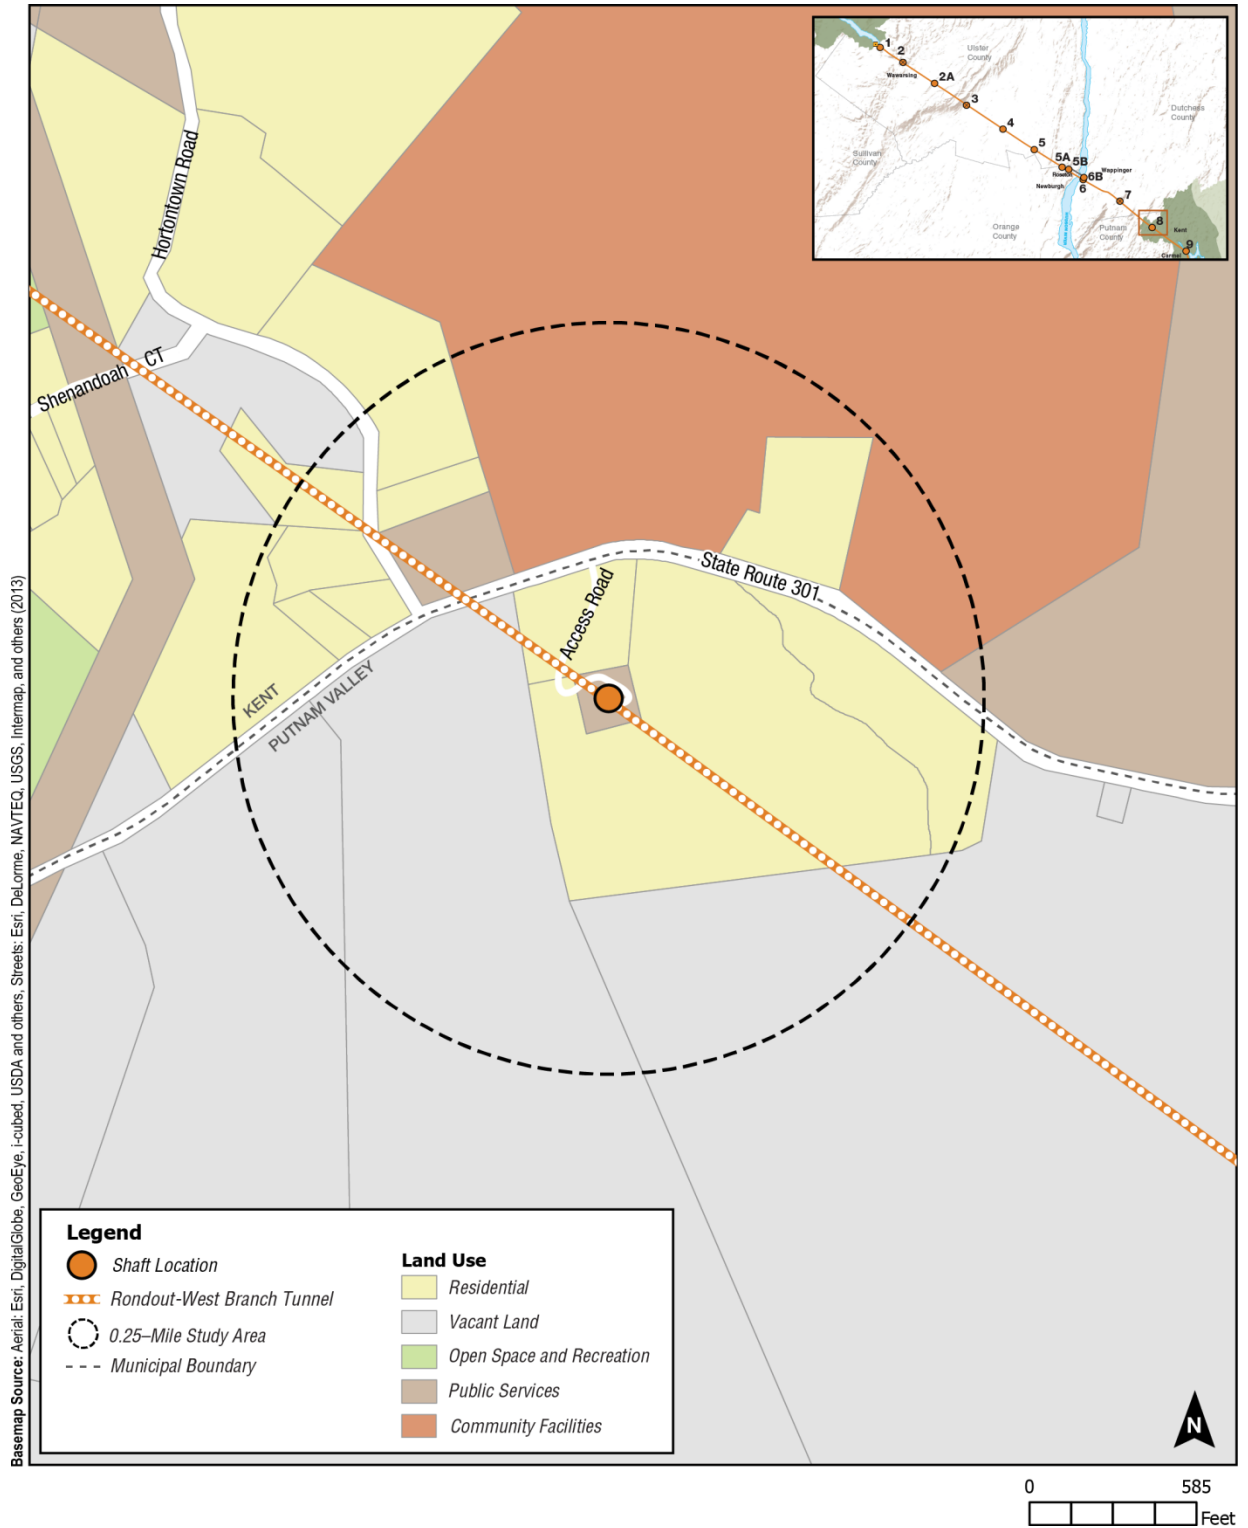 1
2
Wawarsing
2A
3
4
5
5A
5B
6B
6
7
8
9
Ulster
County
Dutchess
County
Sullivan
County
Wappinger
Newburgh
Orange
County
Putnam
County
Kent
Carmel
Hortontown Road
Shenandoah CT
State Route 301
Access Road
KENT
PUTNAM VALLEY
Basemap Source: Aerial: Esri, DigitalGlobe, GeoEye, i-cubed, USDA and others, Streets: Esri, DeLorme, NAVTEQ, USGS, Intermap, and others (2013)
Legend
Shaft Location
Rondout-West Branch Tunnel
0.25–Mile Study Area
Municipal Boundary
Land Use
Residential
Vacant Land
Open Space and Recreation
Public Services
Community Facilities
N
0 585
Feet